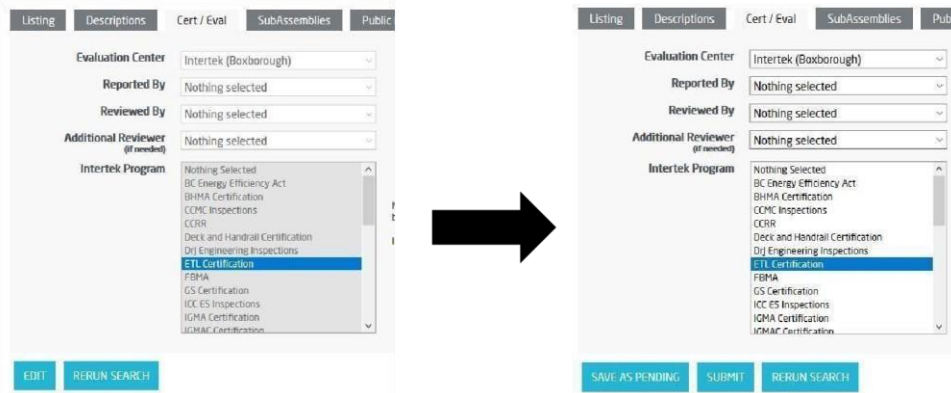 Listing Descriptions Cert / Eval SubAssemblies Public
Evaluation Center Intertek (Boxborough)
Reported By Nothing selected
Reviewed By Nothing selected
Additional Reviewer Nothing selected
(if needed)
Intertek Program Nothing Selected
BC Energy Efficiency Act
BHMA Certification
CCMC Inspections
CCRR
Deck and Handrail Certification
DrJ Engineering Inspections
ETL Certification
FBMA
GS Certification
ICC ES Inspections
IGMA Certification
IGMAC Certification
EDIT RERUN SEARCH
Listing Descriptions Cert / Eval SubAssemblies Pub
Evaluation Center Intertek (Boxborough)
Reported By Nothing selected
Reviewed By Nothing selected
Additional Reviewer Nothing selected
(if needed)
Intertek Program Nothing Selected
BC Energy Efficiency Act
BHMA Certification
CCMC Inspections
CCRR
Deck and Handrail Certification
DrJ Engineering Inspections
ETL Certification
FBMA
GS Certification
ICC ES Inspections
IGMA Certification
IGMAC Certification
SAVE AS PENDING SUBMIT RERUN SEARCH